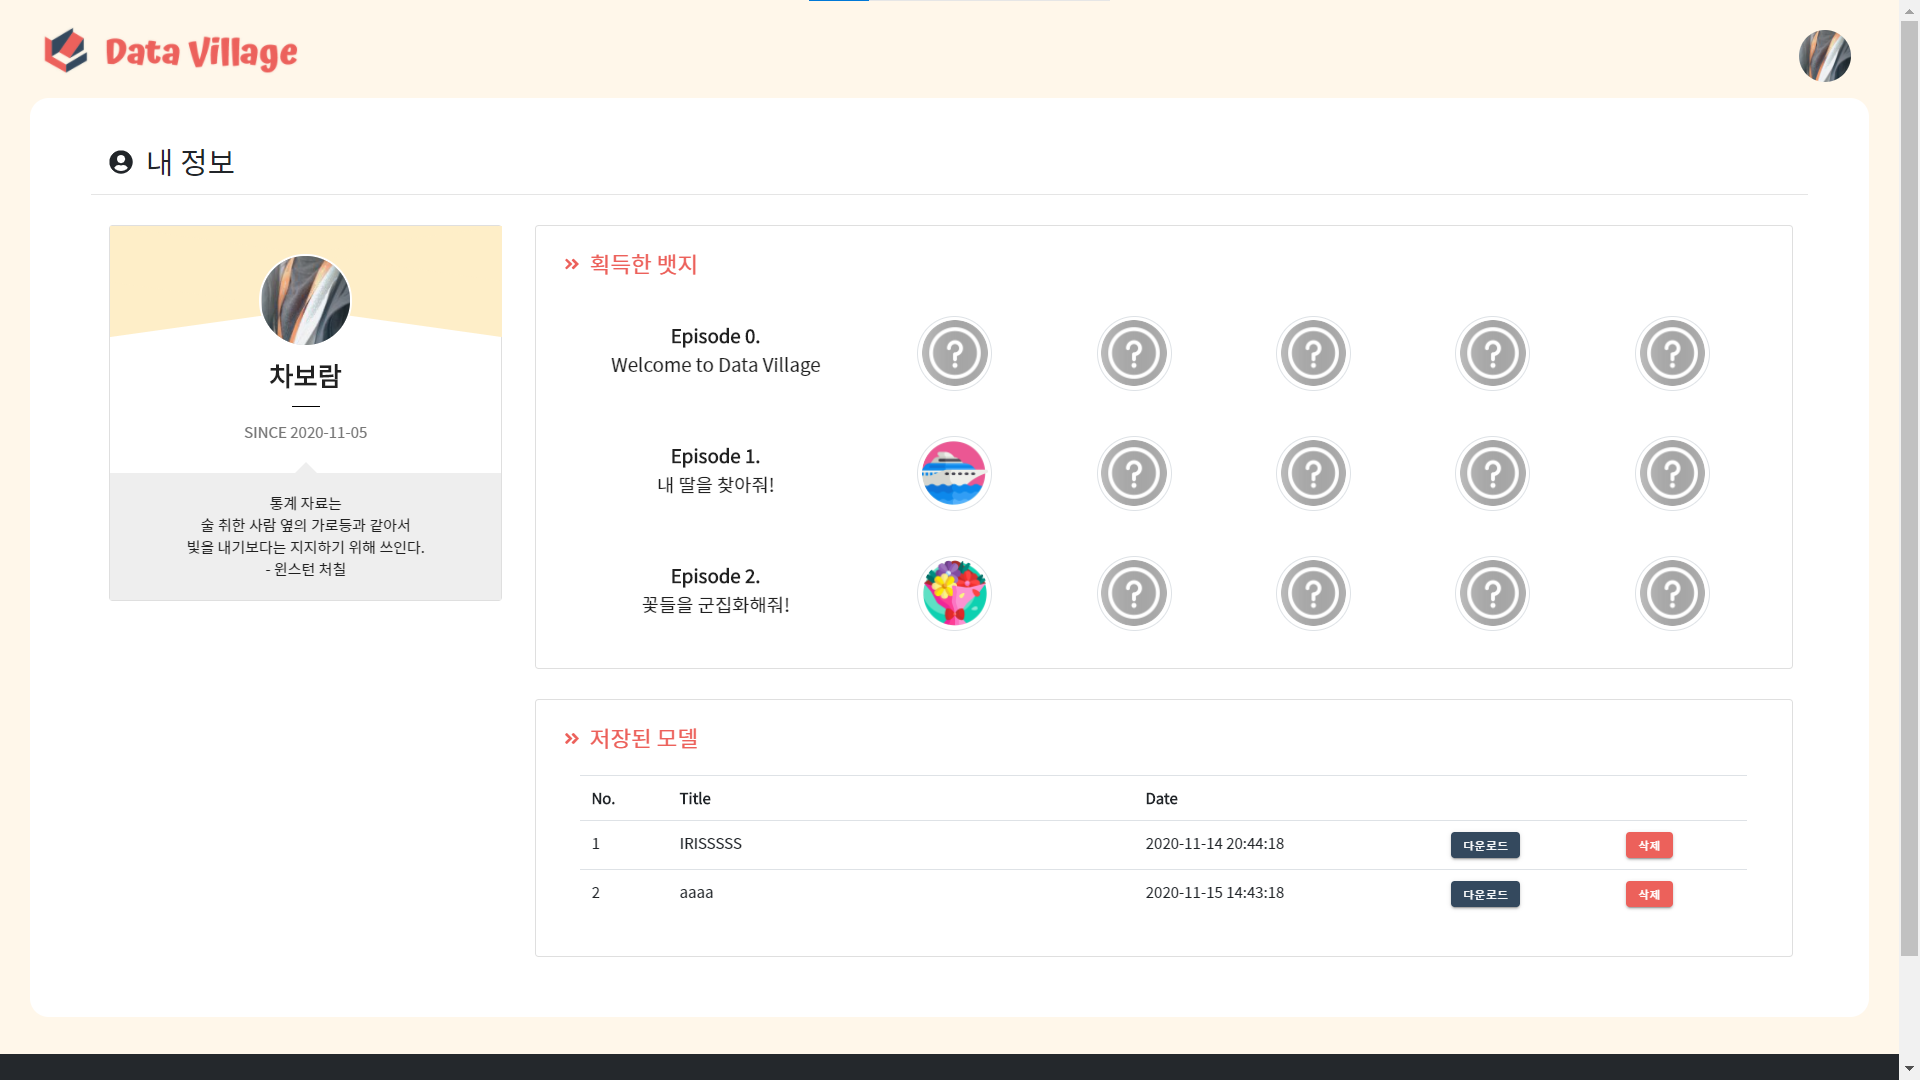 Data Village
내 정보
차보람
SINCE 2020-11-05
통계 자료는
술 취한 사람 옆의 가로등과 같아서
빛을 내기보다는 지지하기 위해 쓰인다.
- 윈스턴 처칠
획득한 뱃지
Episode 0.
Welcome to Data Village
? ? ? ? ?
Episode 1.
내 딸을 찾아줘!
? ? ? ?
Episode 2.
꽃들을 군집화해줘!
? ? ? ?
저장된 모델
No. Title Date
1 IRISSSSS 2020-11-14 20:44:18 다운로드 삭제
2 aaaa 2020-11-15 14:43:18 다운로드 삭제